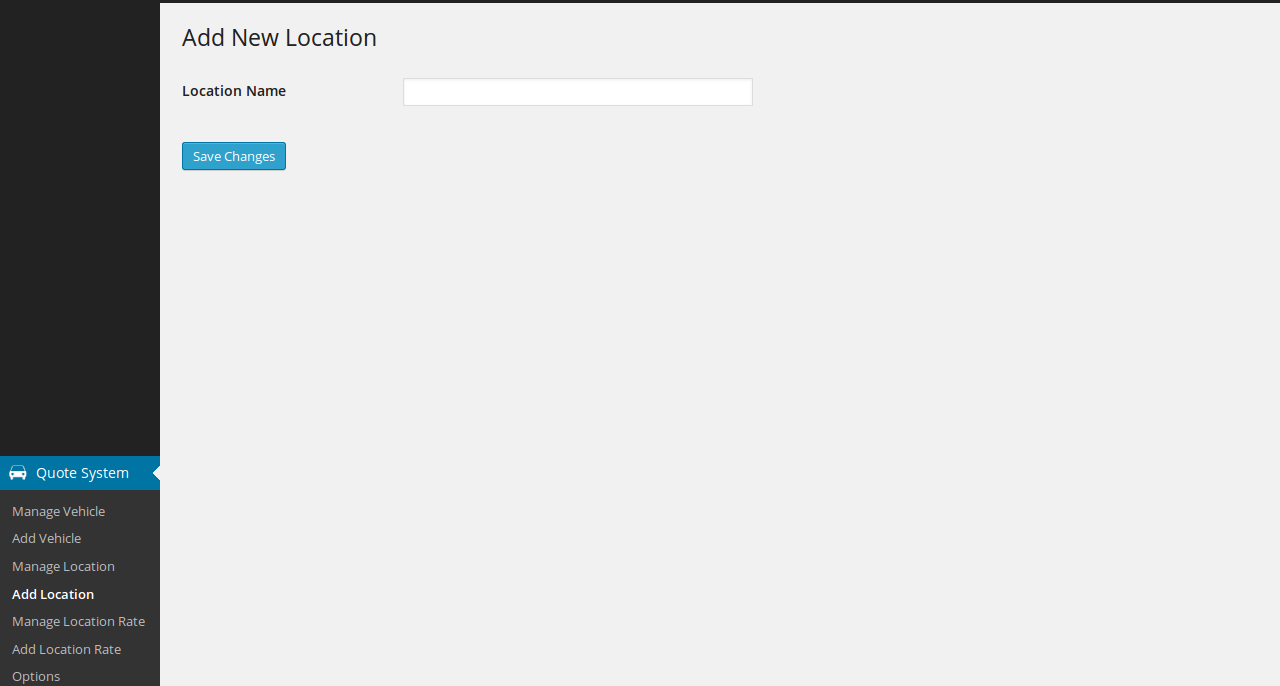 Add New Location
Location Name
Save Changes
Quote System
Manage Vehicle
Add Vehicle
Manage Location
Add Location
Manage Location Rate
Add Location Rate
Options